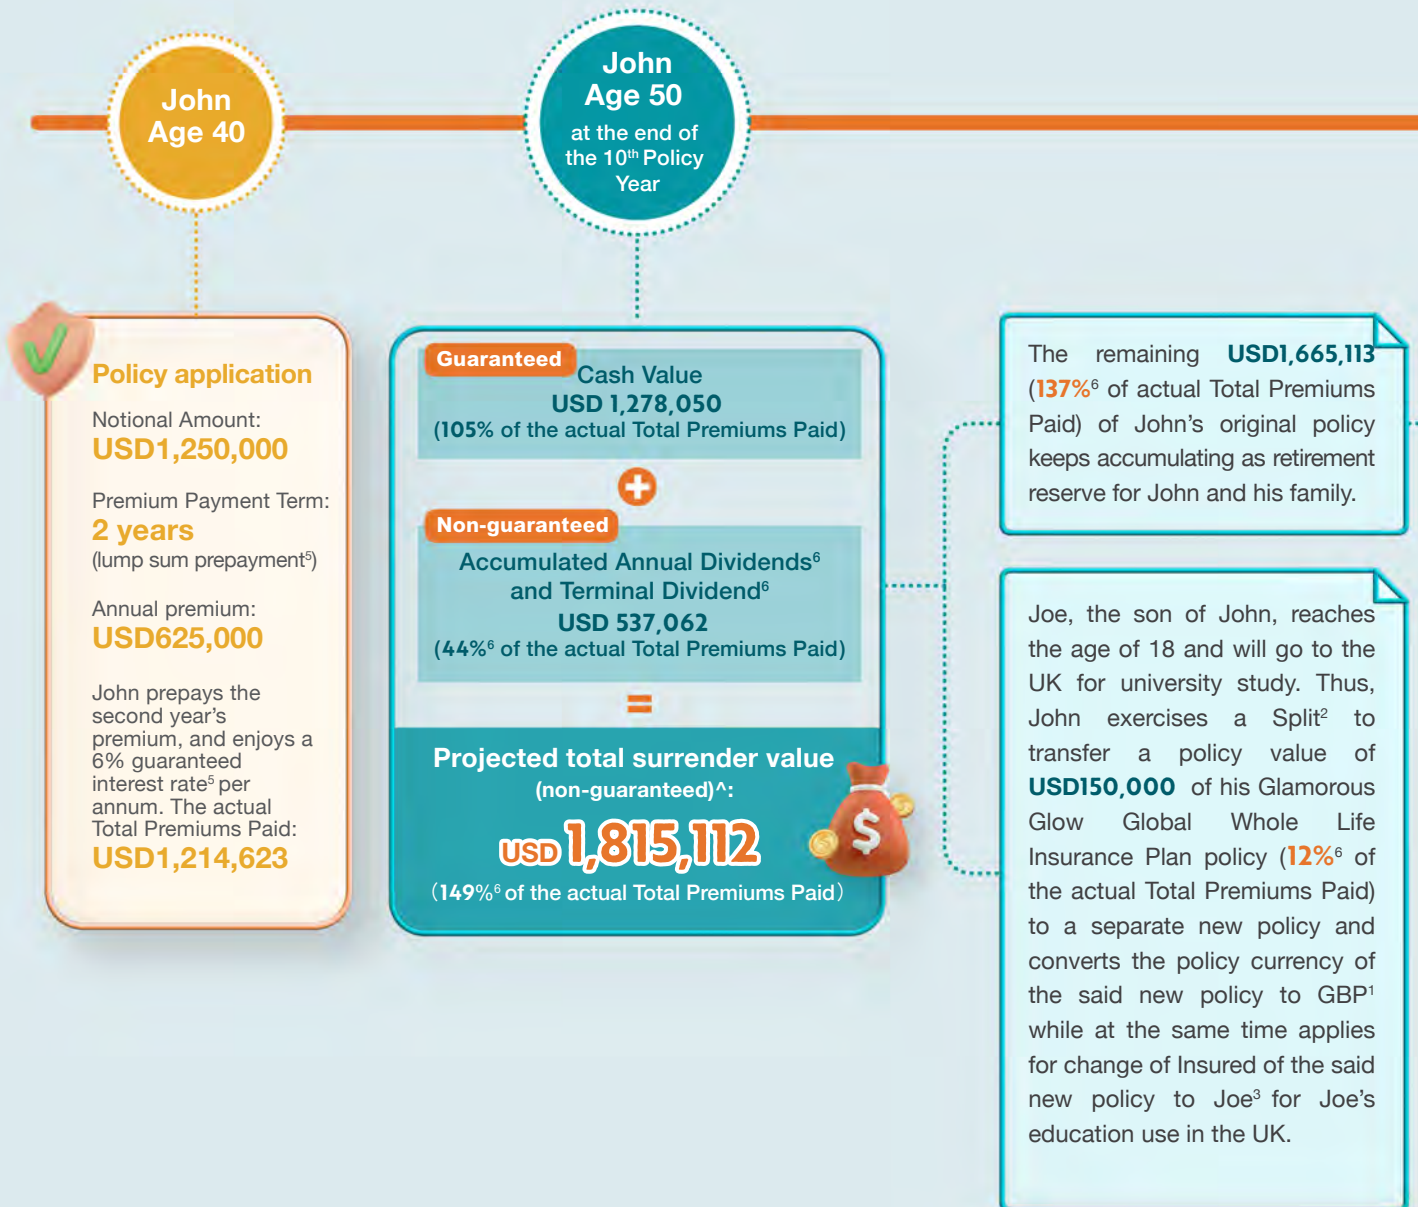 John
Age 40
John
Age 50
at the end of
the 10th Policy
Year
Policy application
Notional Amount:
USD1,250,000
Premium Payment Term:
2 years
(lump sum prepayment5)
Annual premium:
USD625,000
John prepays the
second year's
premium, and enjoys a
6% guaranteed
interest rate5 per
annum. The actual
Total Premiums Paid:
USD1,214,623
Guaranteed
Cash Value
USD 1,278,050
(105% of the actual Total Premiums Paid)
Non-guaranteed
Accumulated Annual Dividends6
and Terminal Dividend6
USD 537,062
(44%6 of the actual Total Premiums Paid)
=
Projected total surrender value
(non-guaranteed)^:
USD 1,815,112
(149%6 of the actual Total Premiums Paid)
$
The remaining USD1,665,113
(137%6 of actual Total Premiums
Paid) of John's original policy
keeps accumulating as retirement
reserve for John and his family.
Joe, the son of John, reaches
the age of 18 and will go to the
UK for university study. Thus,
John exercises a Split2 to
transfer a policy value of
USD150,000 of his Glamorous
Glow Global Whole Life
Insurance Plan policy (12%6 of
the actual Total Premiums Paid)
to a separate new policy and
converts the policy currency of
the said new policy to GBP1
while at the same time applies
for change of Insured of the said
new policy to Joe3 for Joe's
education use in the UK.